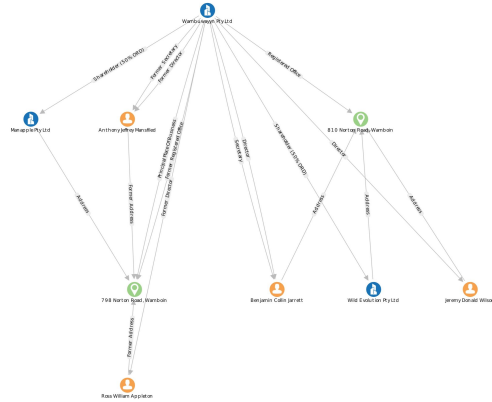 Wambuwayn Pty Ltd
Shareholder (50% ORD)
Former Secretary
Former Director
Registered Office
Menapple Pty Ltd
Anthony Jeffrey Mansfield
810 Norton Road, Wamboin
Principal Place Of Business
Former Registered Office
Former Director
Director
Secretary
Shareholder (50% ORD)
Director
Address
Former Address
Address
Address
Address
798 Norton Road, Wamboin
Benjamin Collin Jarrett
Wild Evolution Pty Ltd
Jeremy Donald Wilso
Former Address
Ross William Appleton